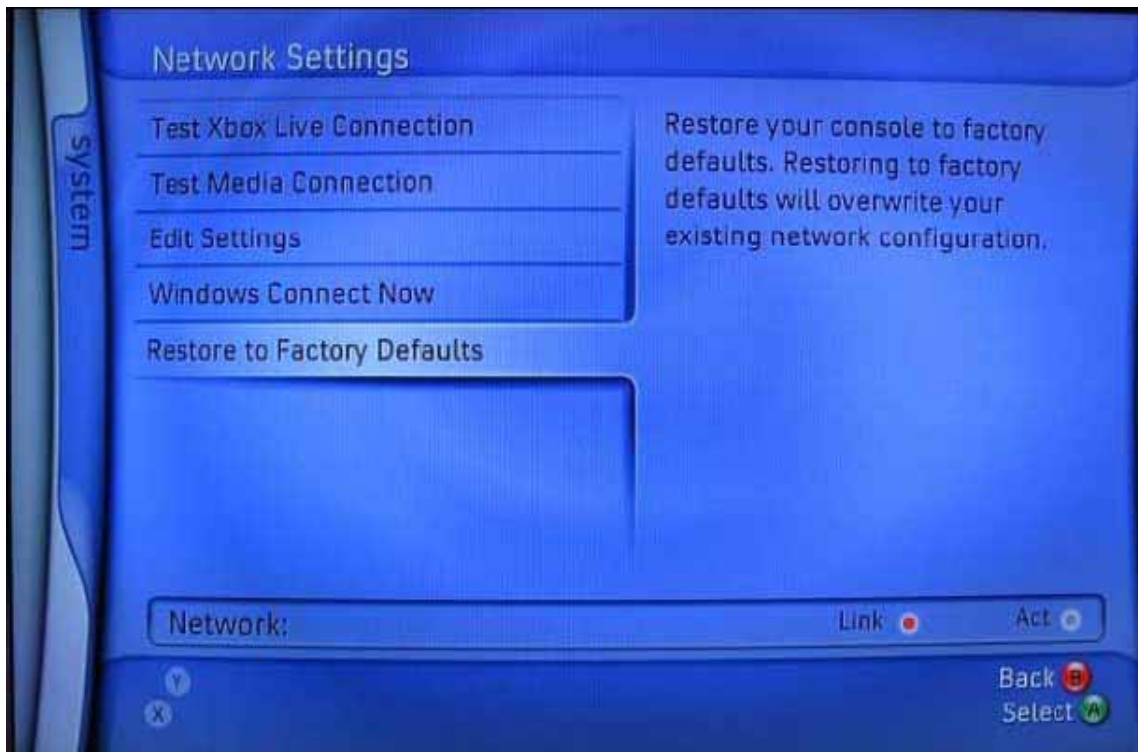 Network Settings
system
Test Xbox Live Connection
Test Media Connection
Edit Settings
Windows Connect Now
Restore to Factory Defaults
Restore your console to factory
defaults. Restoring to factory
defaults will overwrite your
existing network configuration.
Network:
Link
Act
Y
X
Back B
Select A